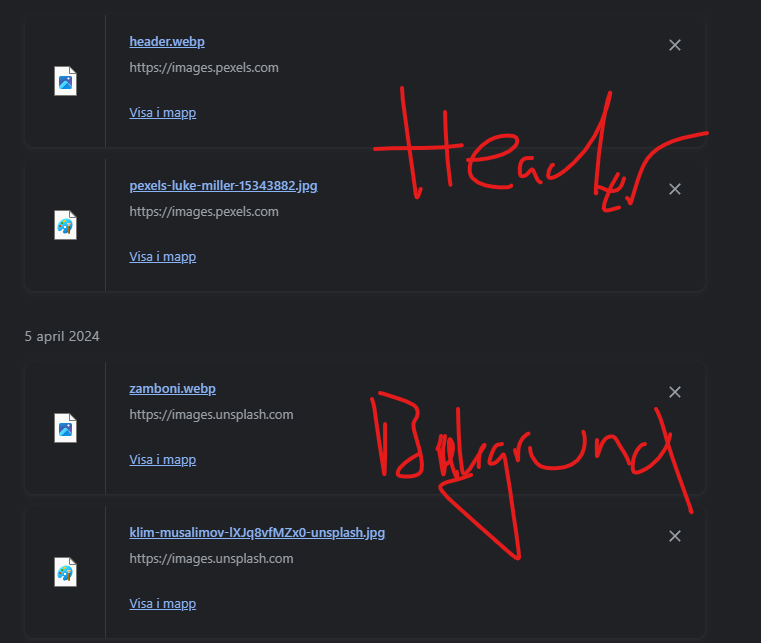 header.webp
https://images.pexels.com
Visa i mapp
Header
pexels-luke-miller-15343882.jpg
https://images.pexels.com
Visa i mapp
5 april 2024
zamboni.webp
https://images.unsplash.com
Visa i mapp
Bakgrund
klim-musalimov-lXJq8vfMZx0-unsplash.jpg
https://images.unsplash.com
Visa i mapp